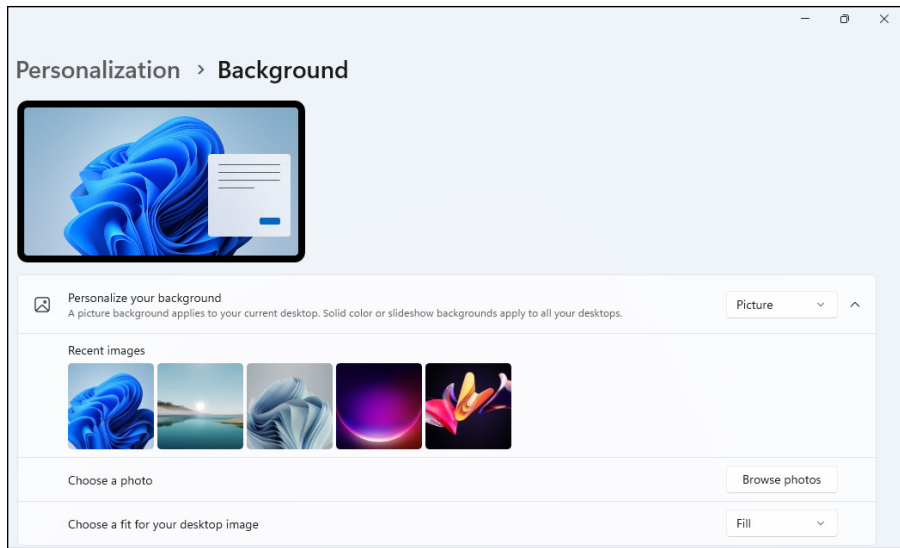 Personalization > Background
Personalize your background
Picture
A picture background applies to your current desktop. Solid color or slideshow backgrounds apply to all your desktops.
Recent images
Choose a photo
Browse photos
Choose a fit for your desktop image
Fill